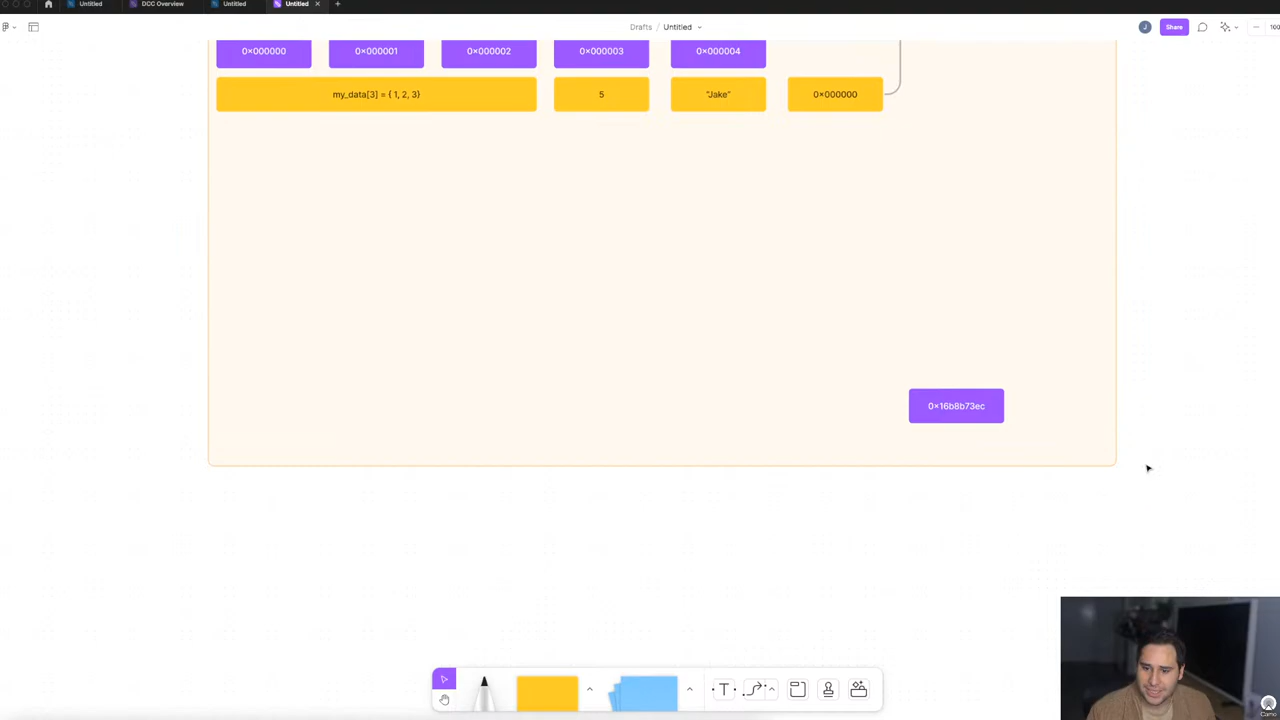 Untitled
DCC Overview
Untitled
Untitled
Drafts / Untitled
J
Share
0×000000
0×000001
0×000002
0×000003
0×000004
my_data[3] = { 1, 2, 3}
5
“Jake”
0×000000
0×16b8b73ec
T
Camo